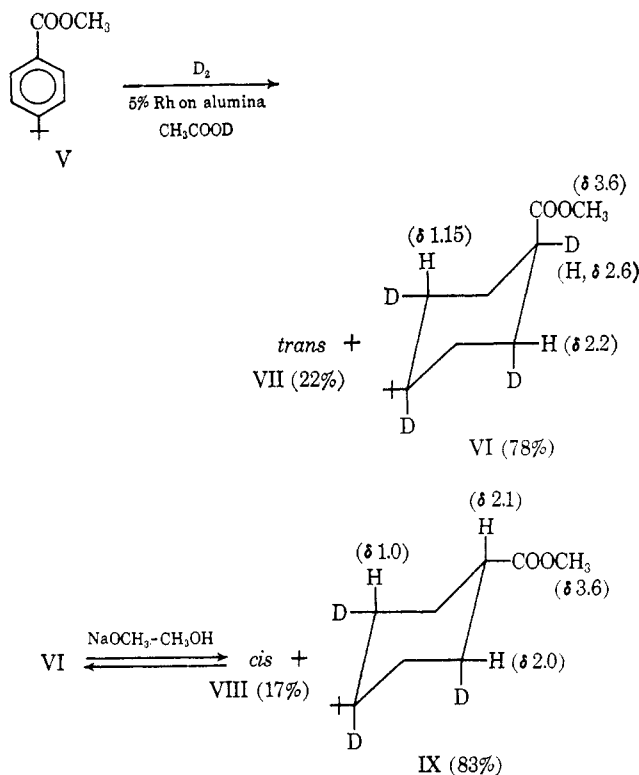 COOCH₃
V
D₂
5% Rh on alumina
CH₃COOD
(δ 3.6)
COOCH₃
(δ 1.15)
H
D
(H, δ 2.6)
D
trans +
H (δ 2.2)
VII (22%)
D
D
VI (78%)
(δ 2.1)
H
(δ 1.0)
H
COOCH₃
(δ 3.6)
D
NaOCH₃-CH₃OH
VI
cis +
H (δ 2.0)
VIII (17%)
D
D
IX (83%)